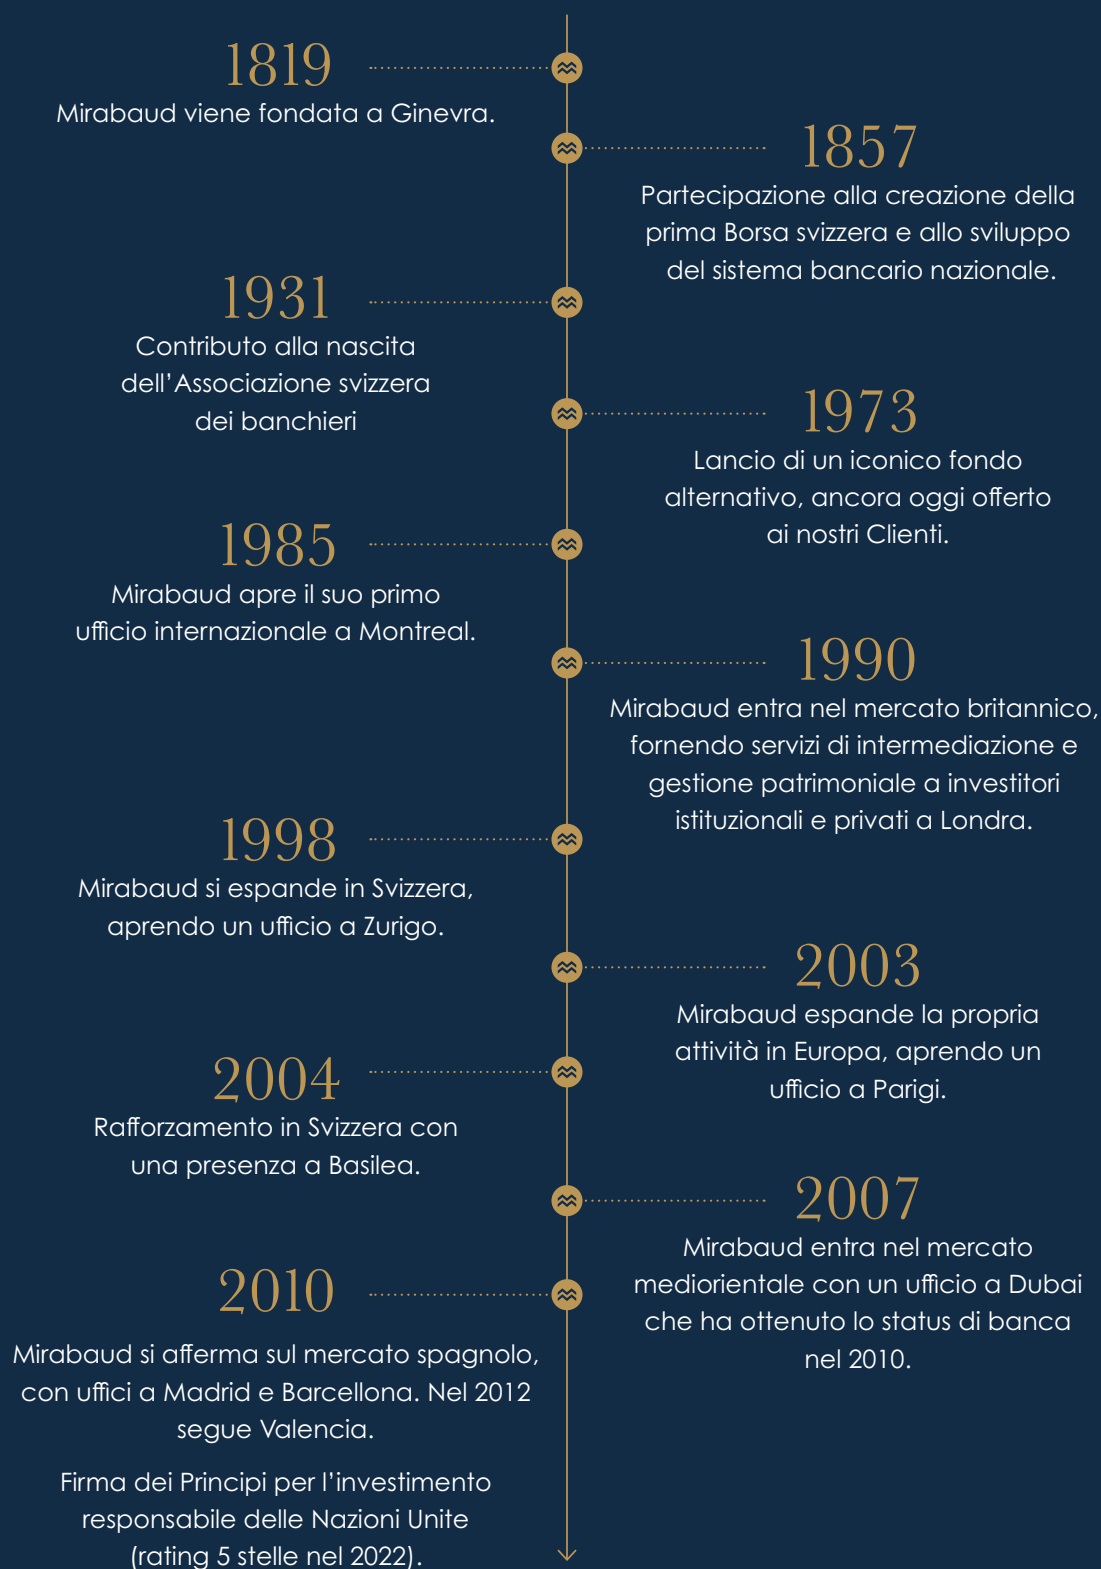 1819
Mirabaud viene fondata a Ginevra.
1857
Partecipazione alla creazione della
prima Borsa svizzera e allo sviluppo
del sistema bancario nazionale.
1931
Contributo alla nascita
dell’Associazione svizzera
dei banchieri
1973
Lancio di un iconico fondo
alternativo, ancora oggi offerto
ai nostri Clienti.
1985
Mirabaud apre il suo primo
ufficio internazionale a Montreal.
1990
Mirabaud entra nel mercato britannico,
fornendo servizi di intermediazione e
gestione patrimoniale a investitori
istituzionali e privati a Londra.
1998
Mirabaud si espande in Svizzera,
aprendo un ufficio a Zurigo.
2003
Mirabaud espande la propria
attività in Europa, aprendo un
ufficio a Parigi.
2004
Rafforzamento in Svizzera con
una presenza a Basilea.
2007
Mirabaud entra nel mercato
mediorientale con un ufficio a Dubai
che ha ottenuto lo status di banca
nel 2010.
2010
Mirabaud si afferma sul mercato spagnolo,
con uffici a Madrid e Barcellona. Nel 2012
segue Valencia.
Firma dei Principi per l’investimento
responsabile delle Nazioni Unite
(rating 5 stelle nel 2022).